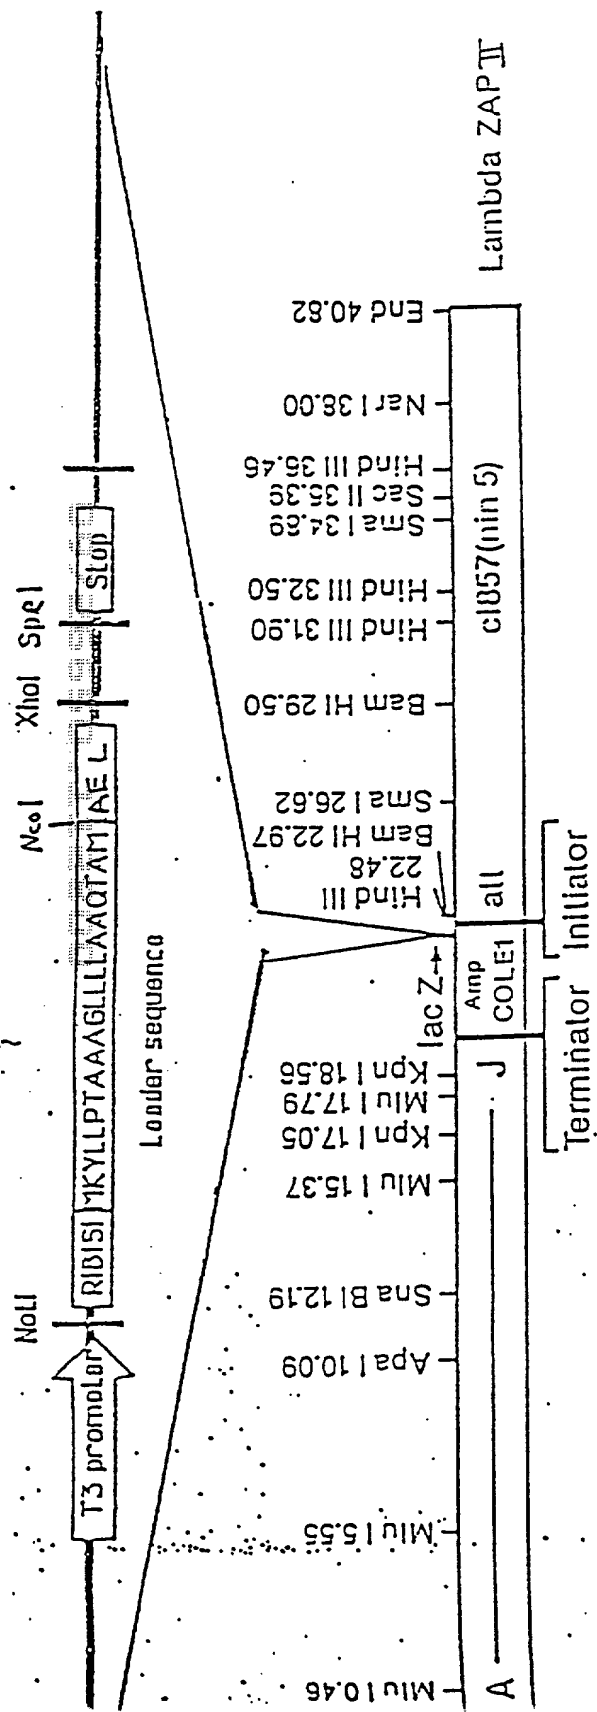 NotI
NcoI
XhoI SpeI
T3 promoter
RIBISI MKYLLPTAAAGLLLLAAQTAM AE L
Stop
Leader sequence
Mlu I 0.46
Mlu I 5.55
Apa I 10.09
Sna BI 12.19
Mlu I 15.37
Kpn I 17.05
Mlu I 17.79
Kpn I 18.56
lac Z
Hind III
22.48
Bam HI 22.97
Sma I 26.62
Bam HI 29.50
Hind III 31.90
Hind III 32.50
Sma I 34.89
Sac II 35.39
Hind III 36.46
Nar I 38.00
End 40.82
A
J
Amp
COLE1
att
cI857(nin 5)
Lambda ZAP II
Terminator
Initiator